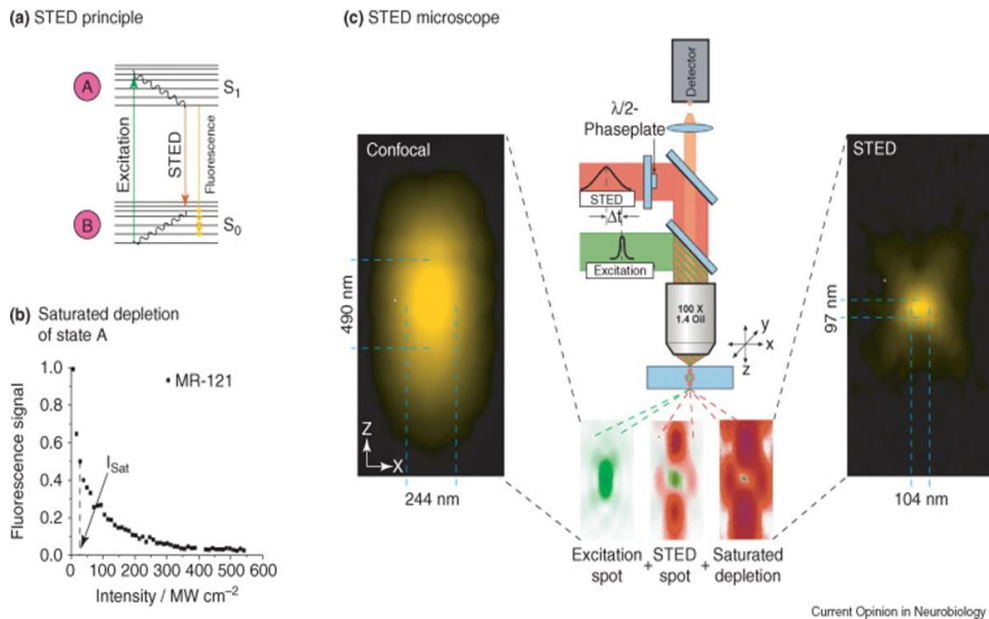 (a) STED principle
A
S1
Excitation
STED
Fluorescence
B
S0
(b) Saturated depletion
of state A
Fluorescence signal
1.0
0.8
0.6
0.4
0.2
0.0
MR-121
ISat
0 100 200 300 400 500 600
Intensity / MW cm–2
(c) STED microscope
Confocal
490 nm
Z
X
244 nm
Detector
λ/2-
Phaseplate
STED
Δt
Excitation
100 X
1.4 Oil
y
x
z
Excitation
spot
+
STED
spot
+
Saturated
depletion
STED
97 nm
104 nm
Current Opinion in Neurobiology